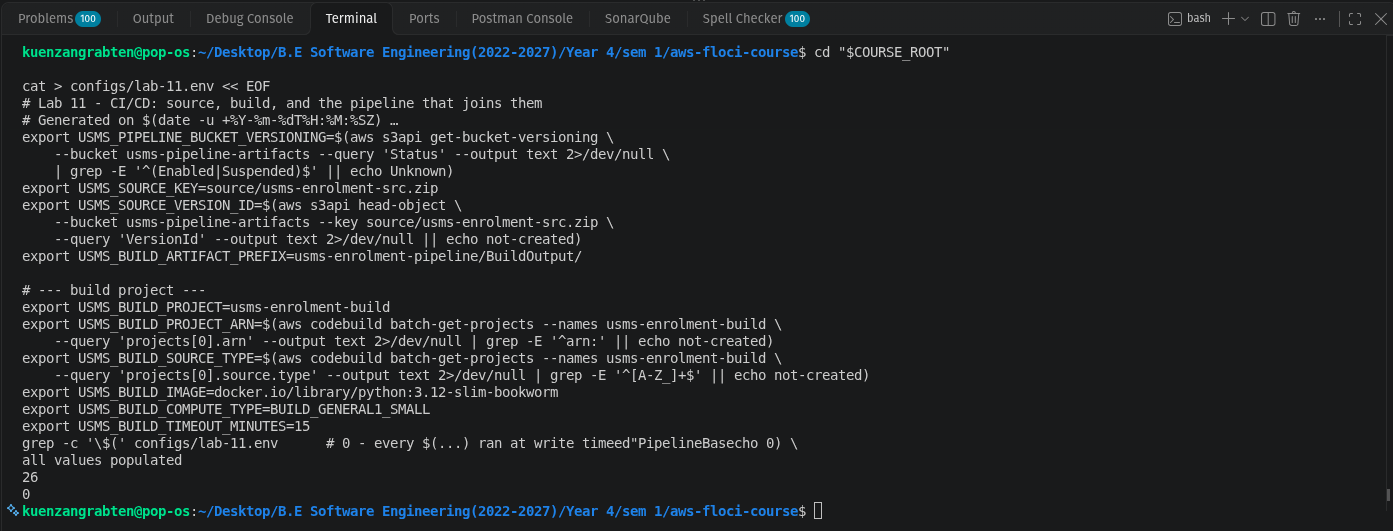 Problems 100 Output Debug Console Terminal Ports Postman Console SonarQube Spell Checker 100 bash
kuenzangrabten@pop-os:~/Desktop/B.E Software Engineering(2022-2027)/Year 4/sem 1/aws-floci-course$ cd "$COURSE_ROOT"
cat > configs/lab-11.env << EOF
# Lab 11 - CI/CD: source, build, and the pipeline that joins them
# Generated on $(date -u +%Y-%m-%dT%H:%M:%SZ) …
export USMS_PIPELINE_BUCKET_VERSIONING=$(aws s3api get-bucket-versioning \
    --bucket usms-pipeline-artifacts --query 'Status' --output text 2>/dev/null \
    | grep -E '^(Enabled|Suspended)$' || echo Unknown)
export USMS_SOURCE_KEY=source/usms-enrolment-src.zip
export USMS_SOURCE_VERSION_ID=$(aws s3api head-object \
    --bucket usms-pipeline-artifacts --key source/usms-enrolment-src.zip \
    --query 'VersionId' --output text 2>/dev/null || echo not-created)
export USMS_BUILD_ARTIFACT_PREFIX=usms-enrolment-pipeline/BuildOutput/
# --- build project ---
export USMS_BUILD_PROJECT=usms-enrolment-build
export USMS_BUILD_PROJECT_ARN=$(aws codebuild batch-get-projects --names usms-enrolment-build \
    --query 'projects[0].arn' --output text 2>/dev/null | grep -E '^arn:' || echo not-created)
export USMS_BUILD_SOURCE_TYPE=$(aws codebuild batch-get-projects --names usms-enrolment-build \
    --query 'projects[0].source.type' --output text 2>/dev/null | grep -E '^[A-Z_]+$' || echo not-created)
export USMS_BUILD_IMAGE=docker.io/library/python:3.12-slim-bookworm
export USMS_BUILD_COMPUTE_TYPE=BUILD_GENERAL1_SMALL
export USMS_BUILD_TIMEOUT_MINUTES=15
grep -c '\$(' configs/lab-11.env      # 0 - every $(...) ran at write timeed"PipelineBasecho 0) \
all values populated
26
0
kuenzangrabten@pop-os:~/Desktop/B.E Software Engineering(2022-2027)/Year 4/sem 1/aws-floci-course$